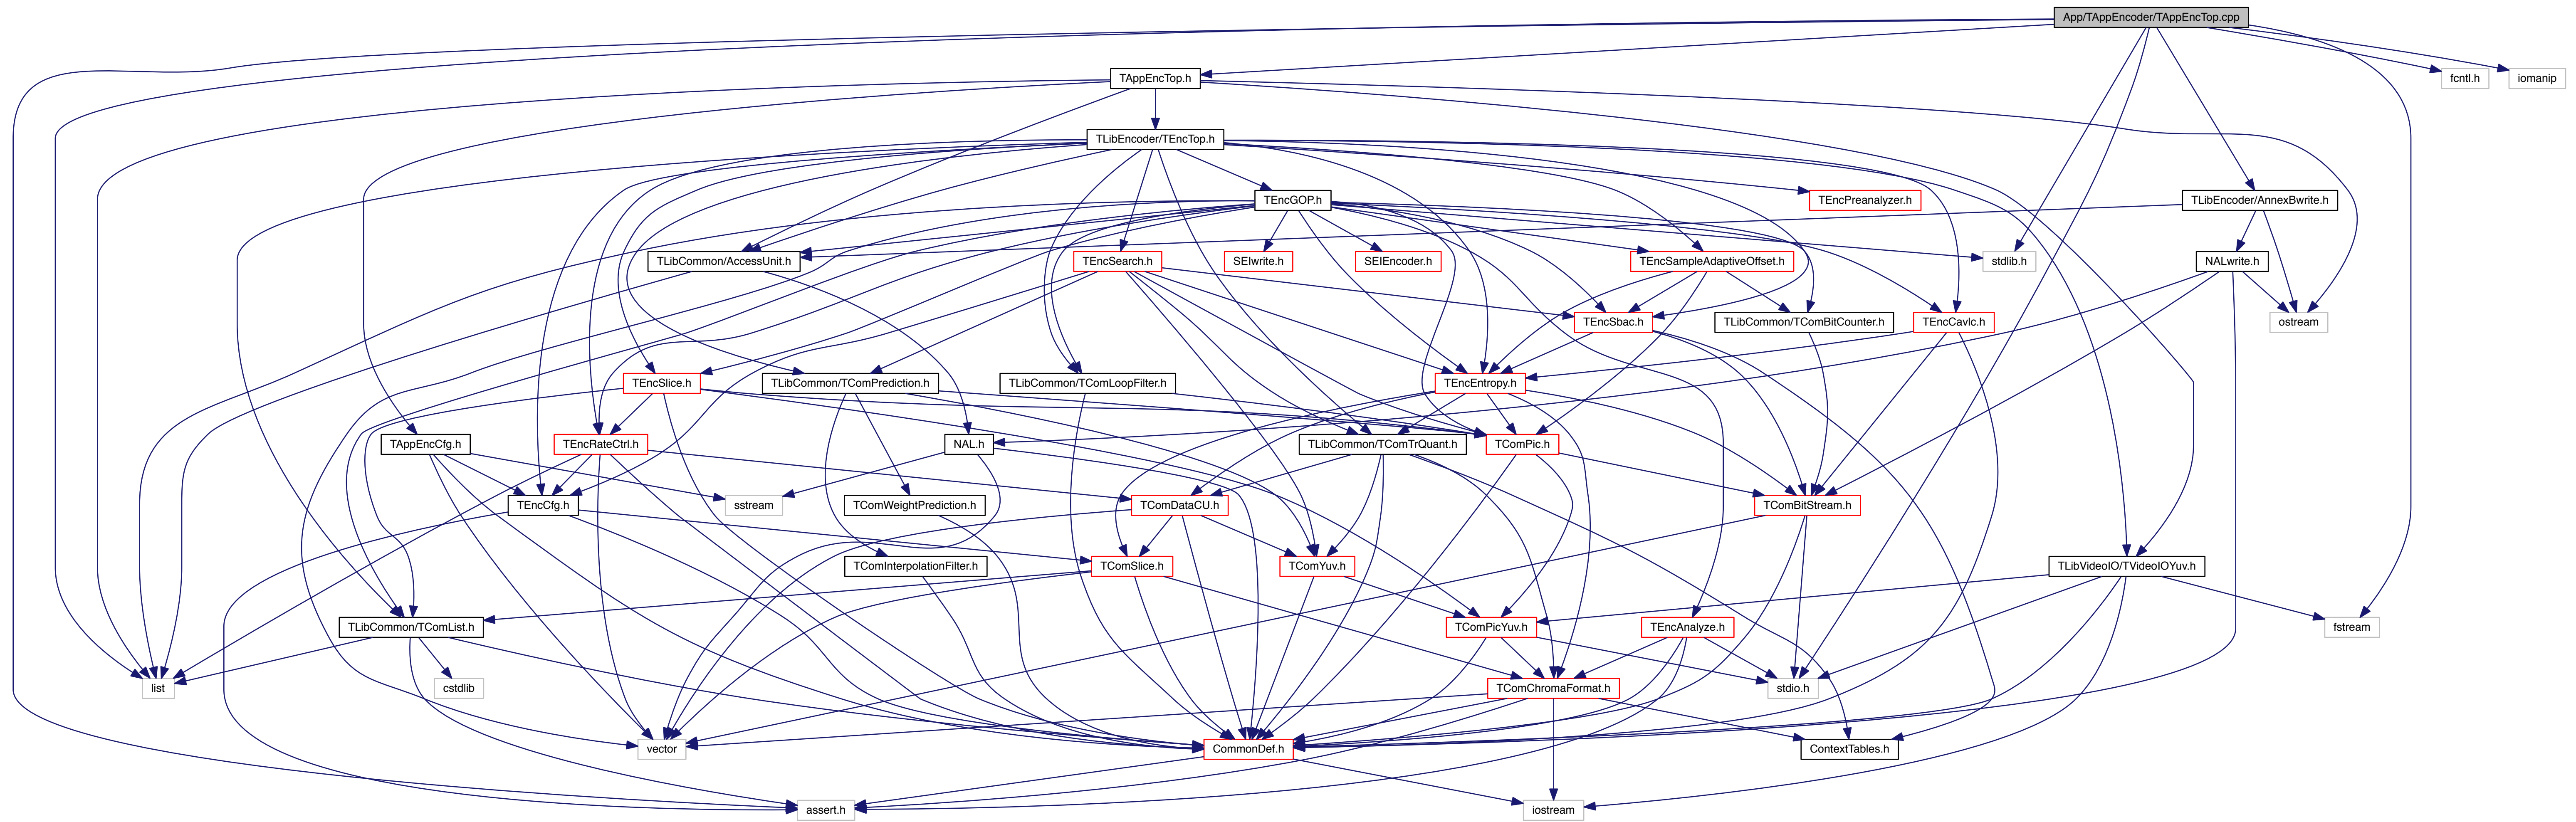 App/TAppEncoder/TAppEncTop.cpp
TAppEncTop.h
fcntl.h
iomanip
TLibEncoder/TEncTop.h
TEncGOP.h
TEncPreanalyzer.h
TLibEncoder/AnnexBwrite.h
TLibCommon/AccessUnit.h
TEncSearch.h
SEIwrite.h
SEIEncoder.h
TEncSampleAdaptiveOffset.h
stdlib.h
NALwrite.h
TEncSbac.h
TLibCommon/TComBitCounter.h
TEncCavlc.h
ostream
TEncSlice.h
TLibCommon/TComPrediction.h
TLibCommon/TComLoopFilter.h
TEncEntropy.h
TAppEncCfg.h
TEncRateCtrl.h
NAL.h
TLibCommon/TComTrQuant.h
TComPic.h
TEncCfg.h
sstream
TComWeightPrediction.h
TComDataCU.h
TComBitStream.h
TComInterpolationFilter.h
TComSlice.h
TComYuv.h
TLibVideoIO/TVideoIOYuv.h
TLibCommon/TComList.h
TComPicYuv.h
TEncAnalyze.h
fstream
list
cstdlib
TComChromaFormat.h
stdio.h
vector
CommonDef.h
ContextTables.h
assert.h
iostream